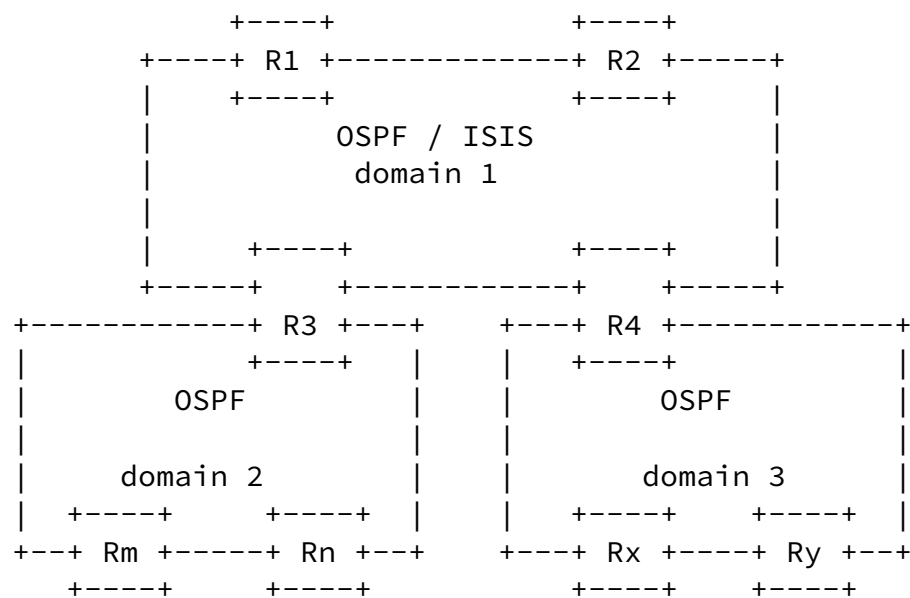 R1 R2
OSPF / ISIS
domain 1
R3 R4
OSPF OSPF
domain 2 domain 3
Rm Rn Rx Ry